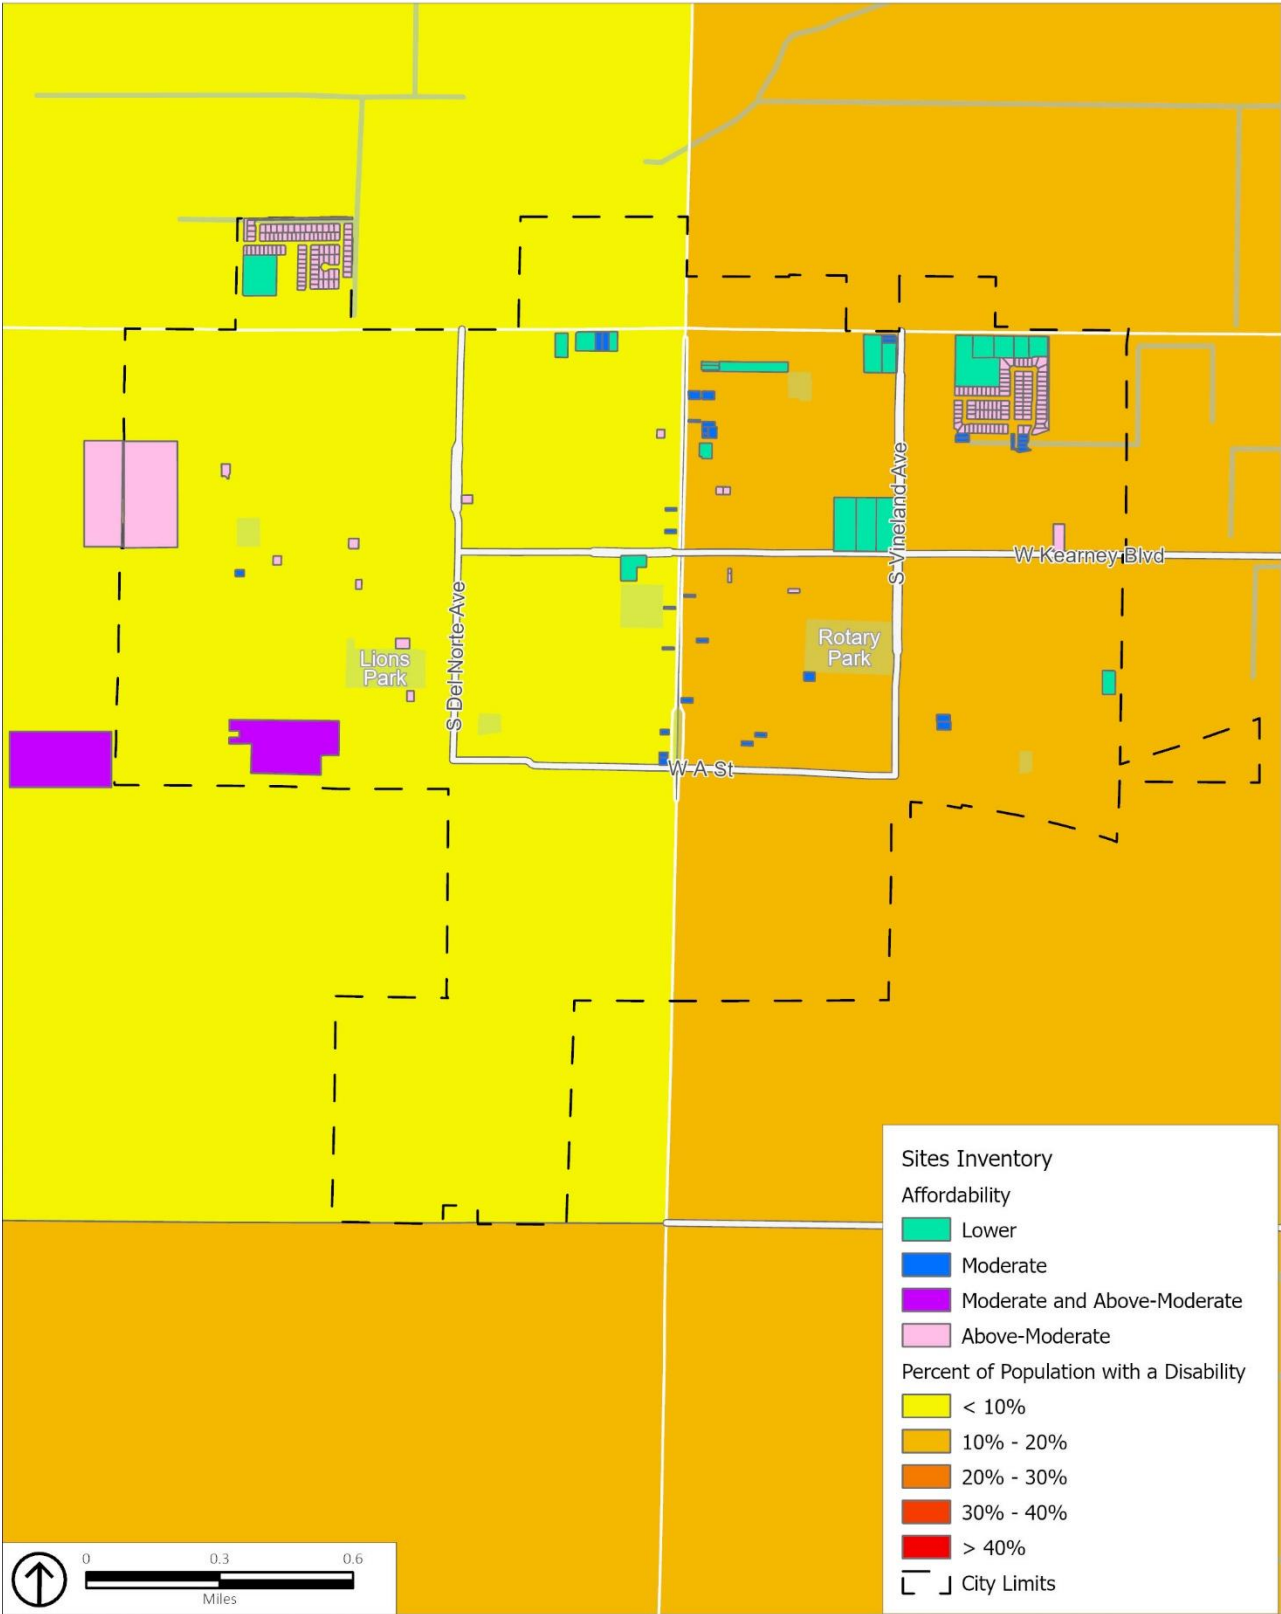 S Vineland Ave
W Kearney Blvd
S Del Norte Ave
Rotary
Park
Lions
Park
W A St
Sites Inventory
Affordability
Lower
Moderate
Moderate and Above-Moderate
Above-Moderate
Percent of Population with a Disability
< 10%
10% - 20%
20% - 30%
30% - 40%
> 40%
City Limits
0 0.3 0.6
Miles